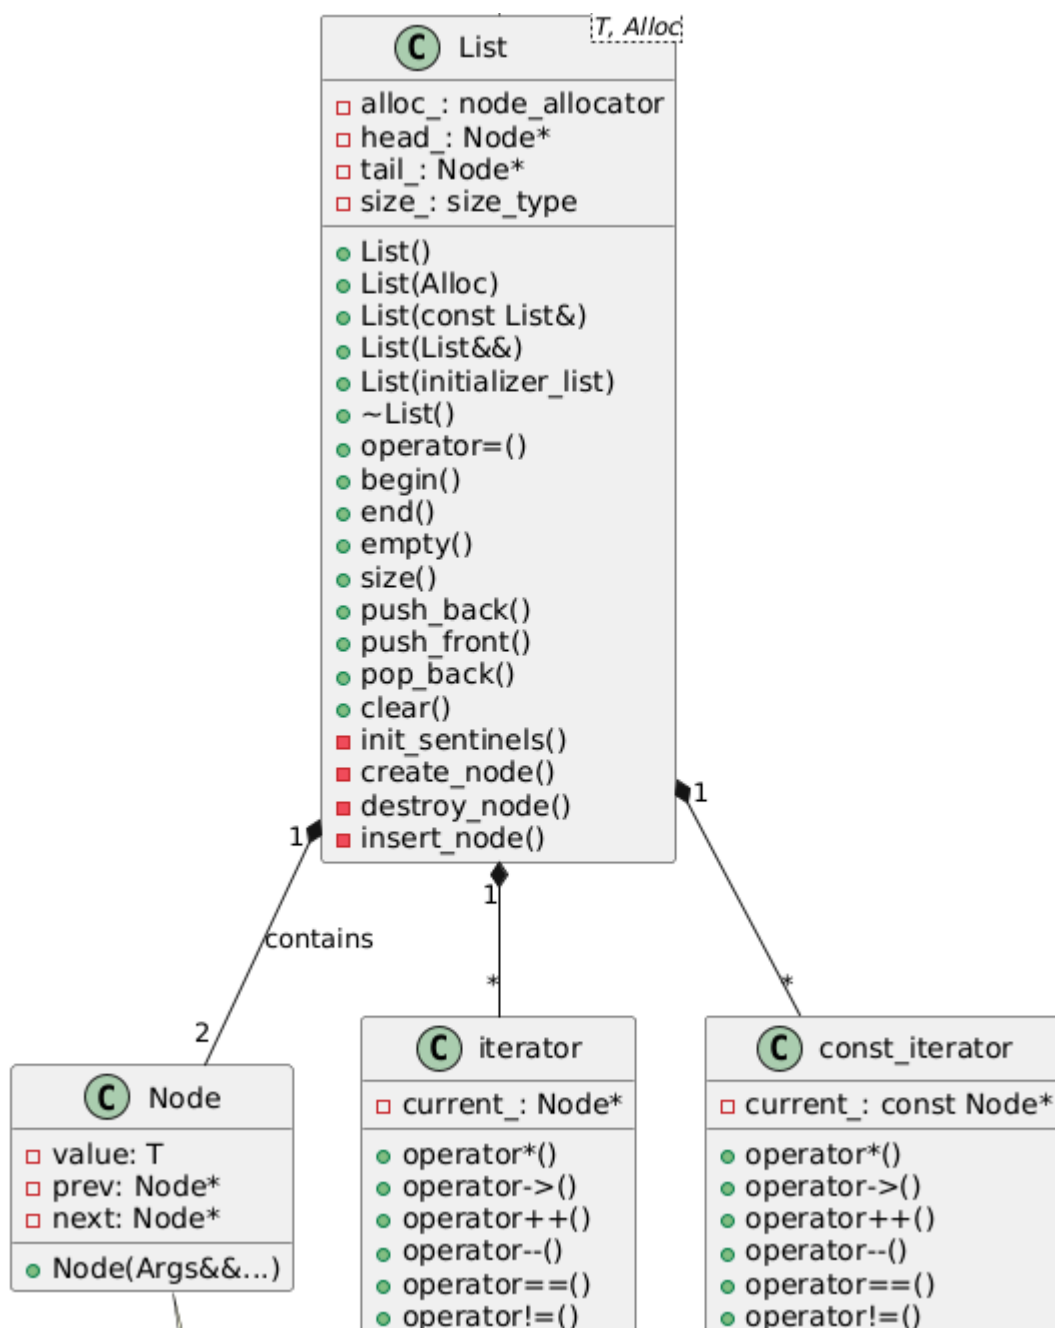 T, Alloc
C List
alloc_: node_allocator
head_: Node*
tail_: Node*
size_: size_type
List()
List(Alloc)
List(const List&)
List(List&&)
List(initializer_list)
~List()
operator=()
begin()
end()
empty()
size()
push_back()
push_front()
pop_back()
clear()
init_sentinels()
create_node()
destroy_node()
insert_node()
1
1
1
contains
*
*
2
C Node
value: T
prev: Node*
next: Node*
Node(Args&&...)
C iterator
current_: Node*
operator*()
operator->()
operator++()
operator--()
operator==()
operator!=()
C const_iterator
current_: const Node*
operator*()
operator->()
operator++()
operator--()
operator==()
operator!=()